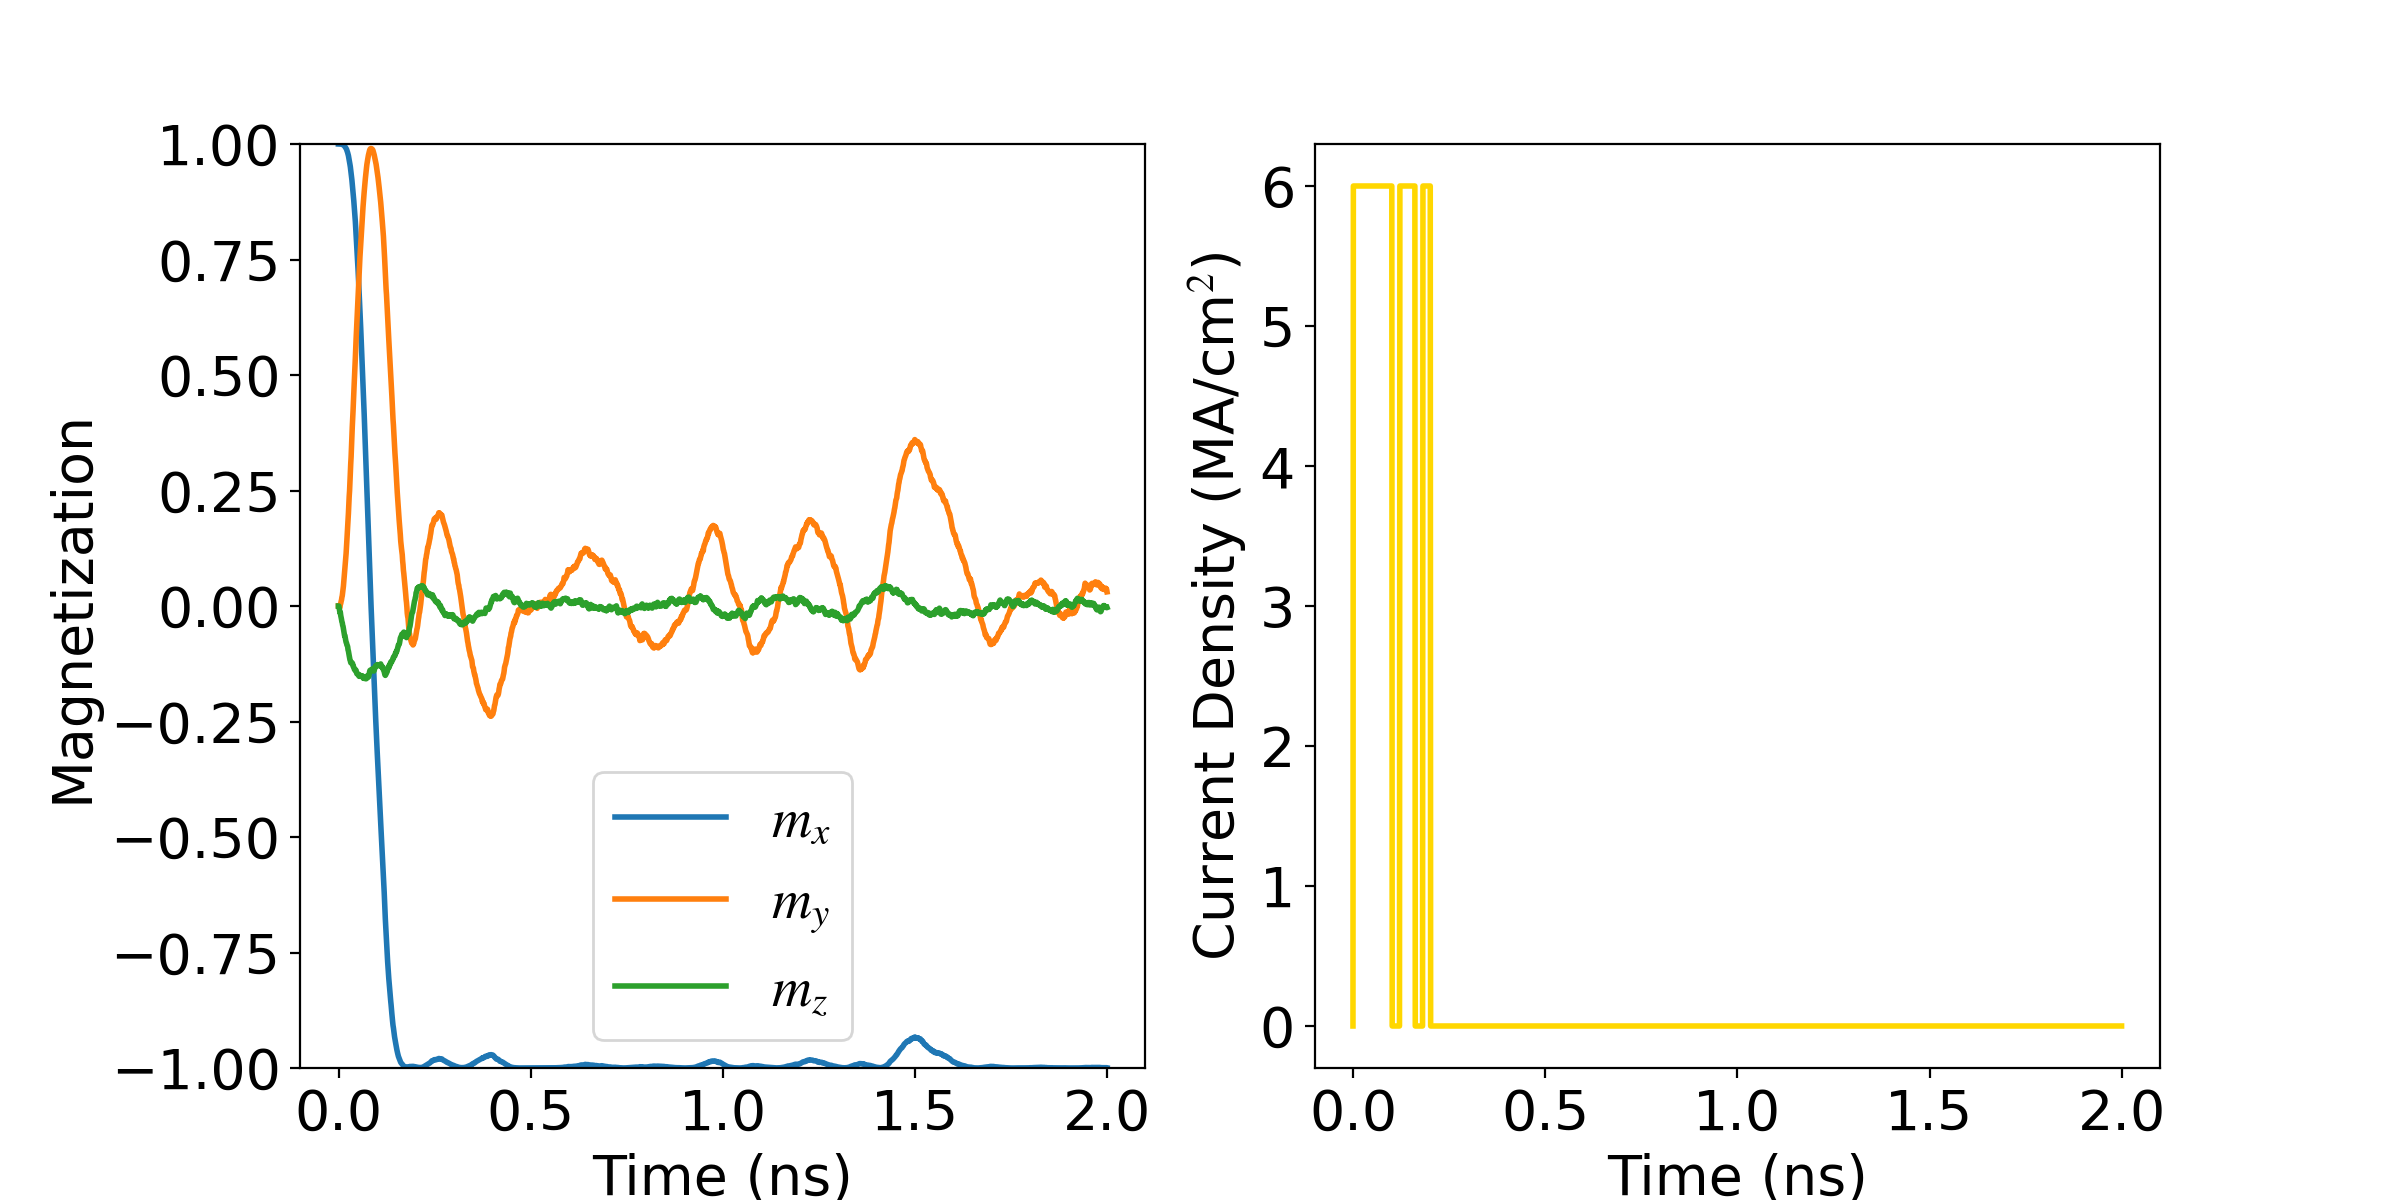 1.00
0.75
0.50
0.25
0.00
−0.25
−0.50
−0.75
−1.00
Magnetization
0.0 0.5 1.0 1.5 2.0
Time (ns)
m_x
m_y
m_z
6
5
4
3
2
1
0
Current Density (MA/cm²)
0.0 0.5 1.0 1.5 2.0
Time (ns)